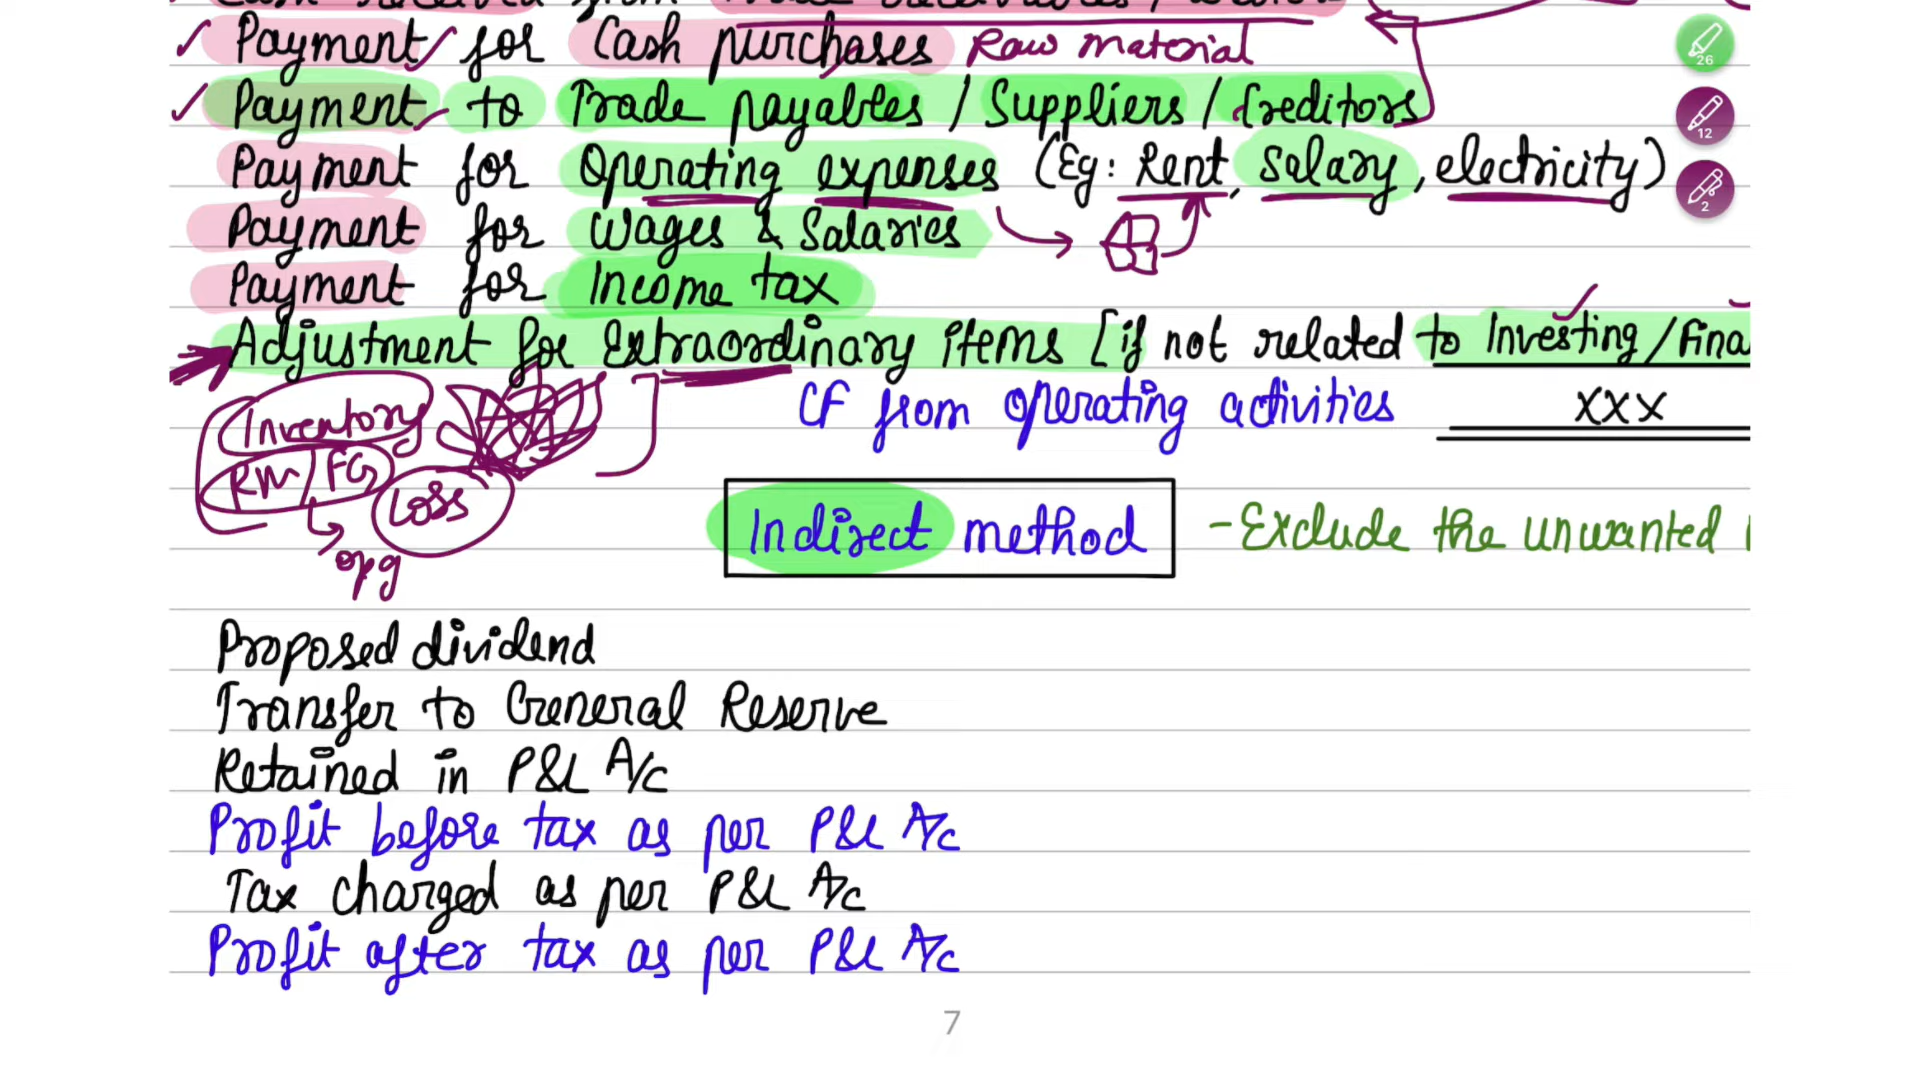 Payment for Cash purchases Raw material
Payment to Trade payables / Suppliers / Creditors
Payment for Operating expenses (Eg: Rent, Salary, electricity)
Payment for Wages & Salaries
Payment for Income tax
Adjustment for Extraordinary items [if not related to Investing/Fina
CF from operating activities XXX
Inventory
RM/FG
Loss
opg
Indirect method - Exclude the unwanted
Proposed dividend
Transfer to General Reserve
Retained in P&L A/c
Profit before tax as per P&L A/c
Tax charged as per P&L A/c
Profit after tax as per P&L A/c
7
26
12
2